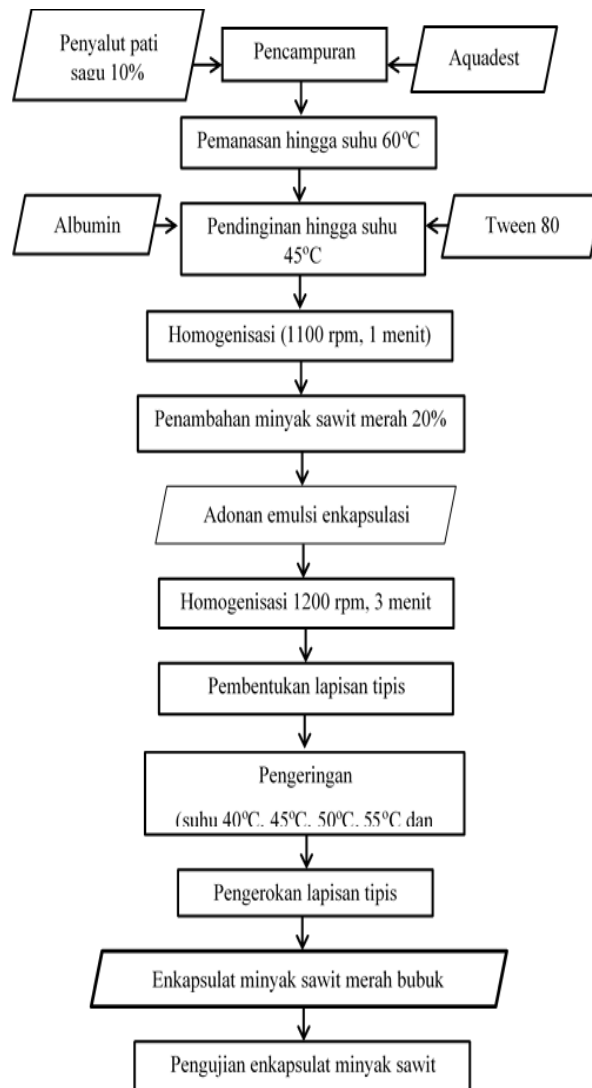 Penyalut pati
sagu 10%
Pencampuran
Aquadest
Pemanasan hingga suhu 60°C
Albumin
Pendinginan hingga suhu
45°C
Tween 80
Homogenisasi (1100 rpm, 1 menit)
Penambahan minyak sawit merah 20%
Adonan emulsi enkapsulasi
Homogenisasi 1200 rpm, 3 menit
Pembentukan lapisan tipis
Pengeringan
(suhu 40°C, 45°C, 50°C, 55°C dan
Pengerokan lapisan tipis
Enkapsulat minyak sawit merah bubuk
Pengujian enkapsulat minyak sawit